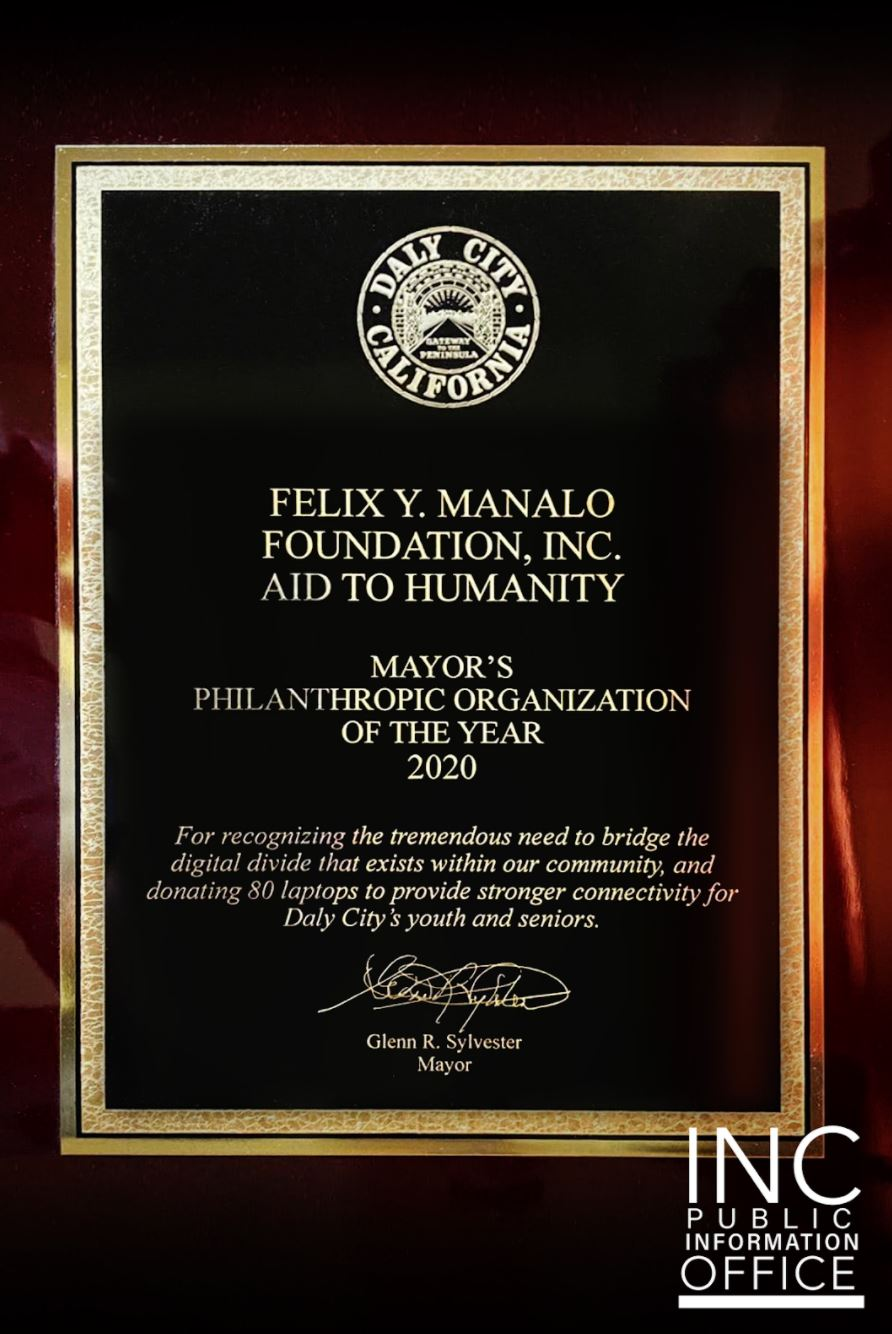 DALY CITY
CALIFORNIA
GATEWAY
TO THE
PENINSULA
FELIX Y. MANALO
FOUNDATION, INC.
AID TO HUMANITY
MAYOR'S
PHILANTHROPIC ORGANIZATION
OF THE YEAR
2020
For recognizing the tremendous need to bridge the
digital divide that exists within our community, and
donating 80 laptops to provide stronger connectivity for
Daly City's youth and seniors.
Glenn R. Sylvester
Mayor
INC
PUBLIC
INFORMATION
OFFICE